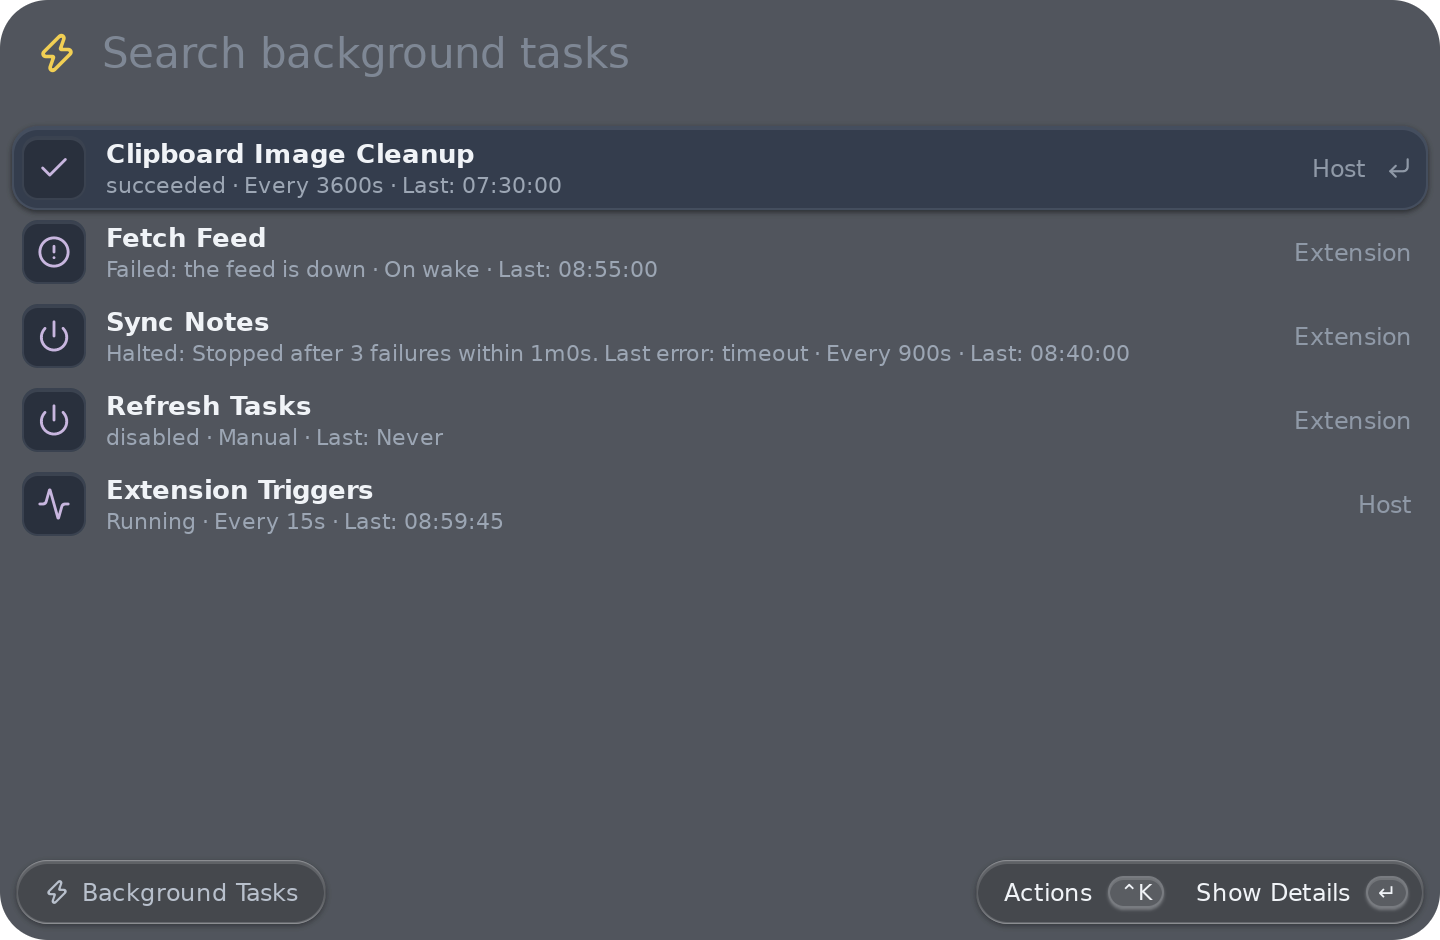 Search background tasks
Clipboard Image Cleanup
succeeded · Every 3600s · Last: 07:30:00
Host ↵
Fetch Feed
Failed: the feed is down · On wake · Last: 08:55:00
Extension
Sync Notes
Halted: Stopped after 3 failures within 1m0s. Last error: timeout · Every 900s · Last: 08:40:00
Extension
Refresh Tasks
disabled · Manual · Last: Never
Extension
Extension Triggers
Running · Every 15s · Last: 08:59:45
Host
Background Tasks
Actions ^K Show Details ↵